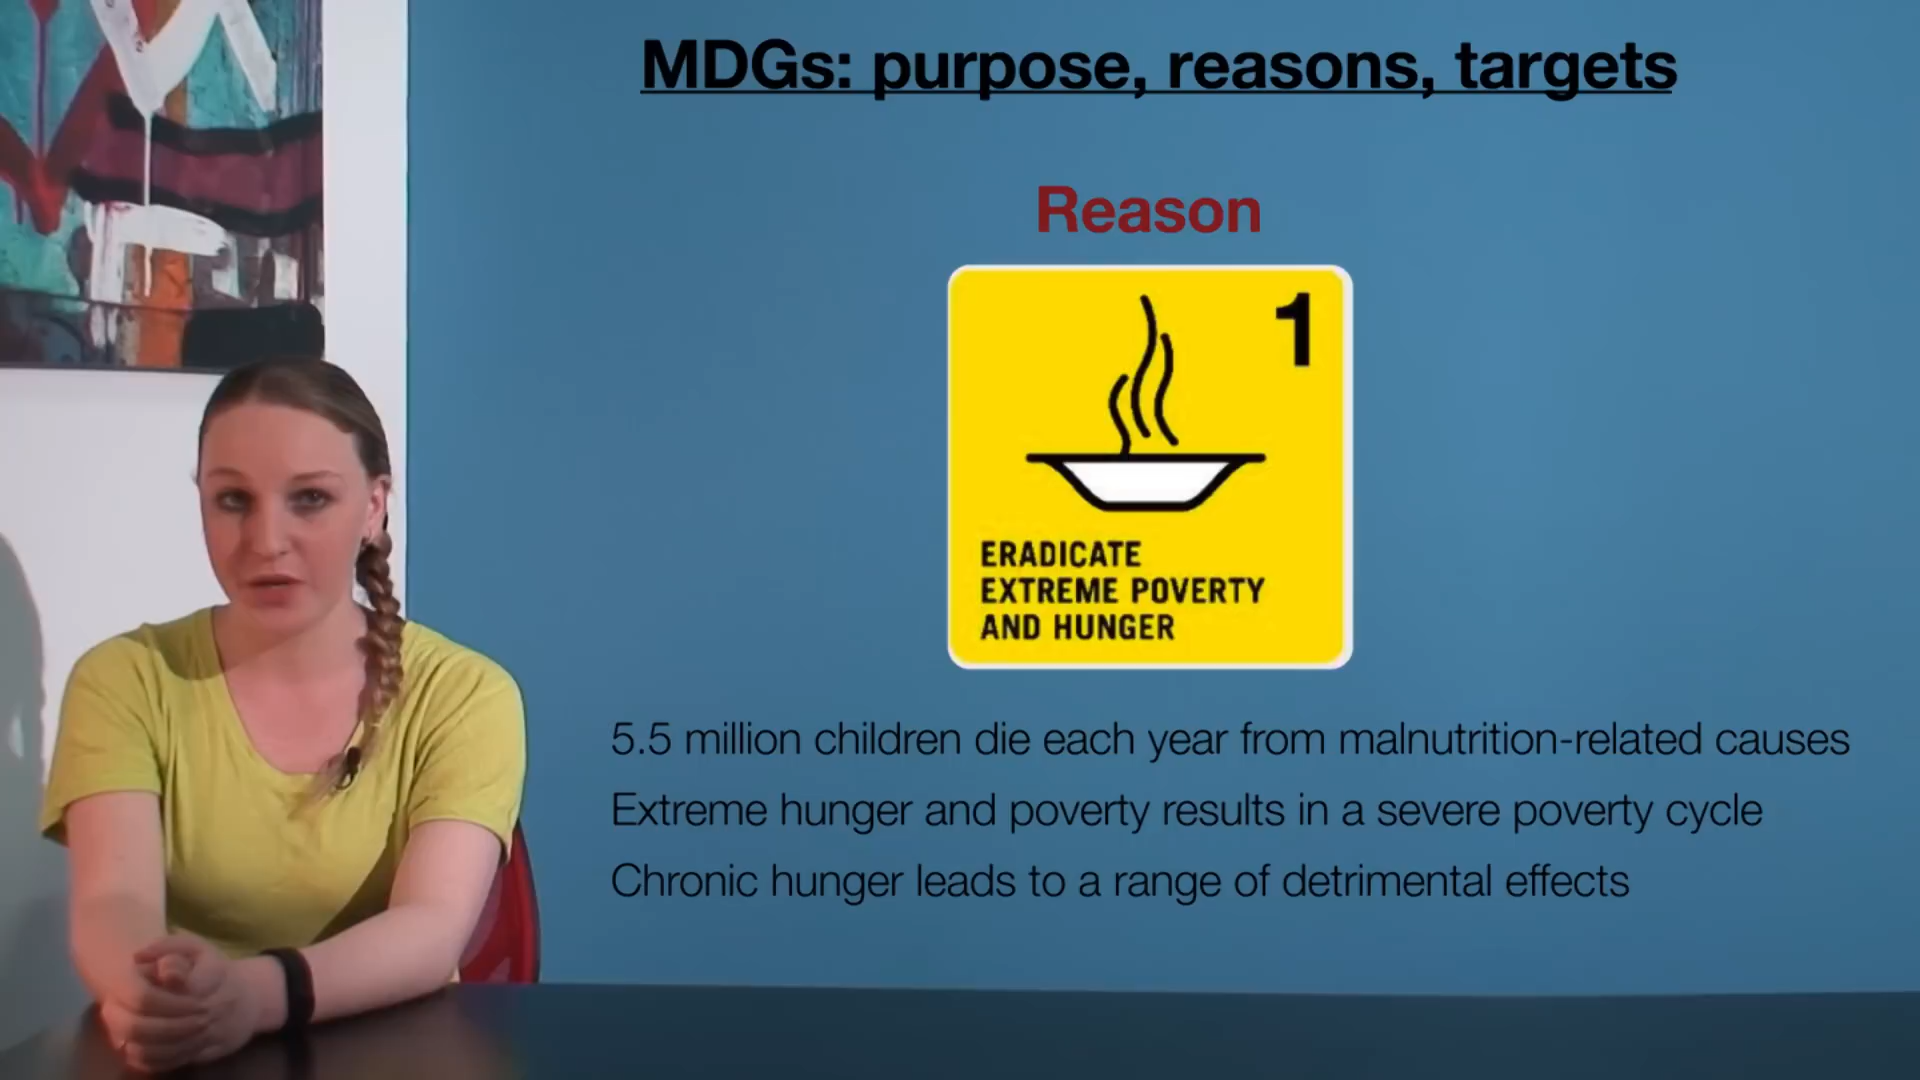 MDGs: purpose, reasons, targets
Reason
1
ERADICATE
EXTREME POVERTY
AND HUNGER
5.5 million children die each year from malnutrition-related causes
Extreme hunger and poverty results in a severe poverty cycle
Chronic hunger leads to a range of detrimental effects